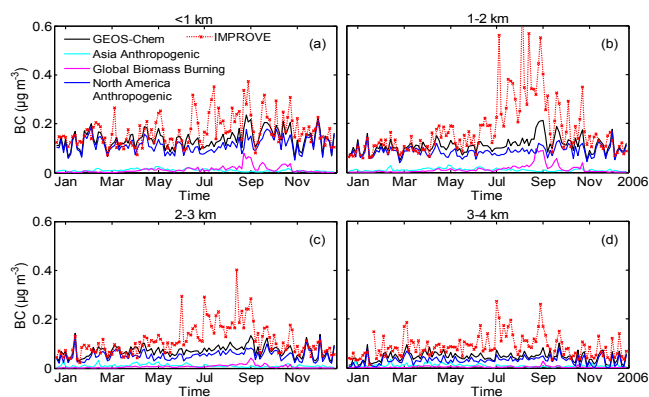 <1 km
1-2 km
0.6
0.4
0.2
0
BC (µg m⁻³)
GEOS-Chem
IMPROVE
Asia Anthropogenic
Global Biomass Burning
North America
Anthropogenic
(a)
(b)
Jan Mar May Jul Sep Nov
Time
Jan Mar May Jul Sep Nov 2006
Time
2-3 km
3-4 km
0.6
0.4
0.2
0
BC (µg m⁻³)
(c)
(d)
Jan Mar May Jul Sep Nov
Time
Jan Mar May Jul Sep Nov 2006
Time